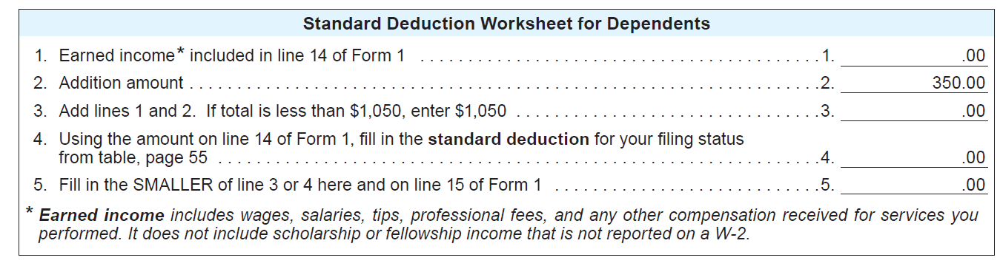 Standard Deduction Worksheet for Dependents
1. Earned income* included in line 14 of Form 1 . . . . . . . . . . . . . . . . . . . . . . . . . . . . . . . . . . . . . . . . . 1. .00
2. Addition amount . . . . . . . . . . . . . . . . . . . . . . . . . . . . . . . . . . . . . . . . . . . . . . . . . . . . . . . . . . . . . . . . . 2. 350.00
3. Add lines 1 and 2. If total is less than $1,050, enter $1,050 . . . . . . . . . . . . . . . . . . . . . . . . . . . . . . . 3. .00
4. Using the amount on line 14 of Form 1, fill in the standard deduction for your filing status
from table, page 55 . . . . . . . . . . . . . . . . . . . . . . . . . . . . . . . . . . . . . . . . . . . . . . . . . . . . . . . . . . . . . . 4. .00
5. Fill in the SMALLER of line 3 or 4 here and on line 15 of Form 1 . . . . . . . . . . . . . . . . . . . . . . . . . . . 5. .00
* Earned income includes wages, salaries, tips, professional fees, and any other compensation received for services you
performed. It does not include scholarship or fellowship income that is not reported on a W-2.